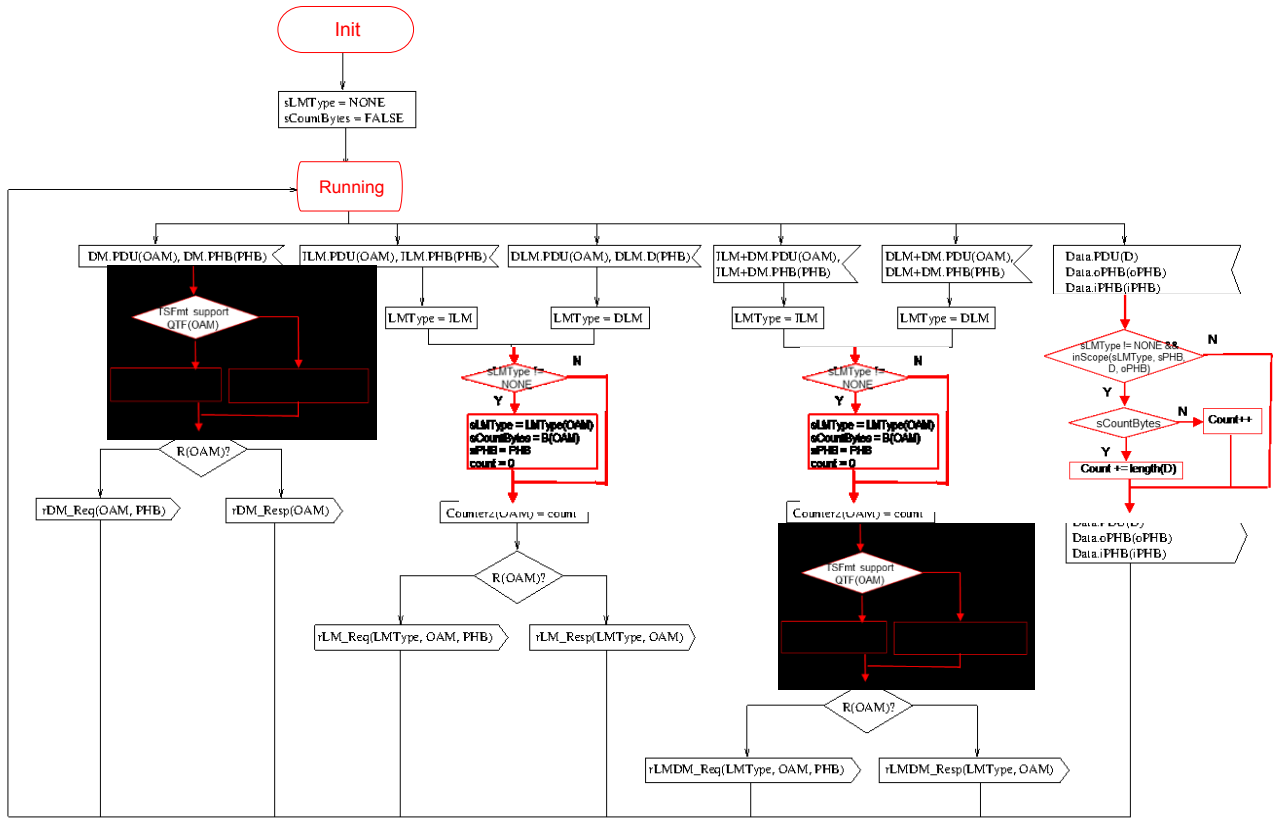 Init
sLMType = NONE
sCountBytes = FALSE
Running
DM.PDU(OAM), DM.PHB(PHB)
1LM.PDU(OAM), 1LM.PHB(PHB)
DLM.PDU(OAM), DLM.D(PHB)
1LM+DM.PDU(OAM),
1LM+DM.PHB(PHB)
DLM+DM.PDU(OAM),
DLM+DM.PHB(PHB)
Data.PDU(D)
Data.oPHB(oPHB)
Data.iPHB(iPHB)
TSFmt support
QTF(OAM)
LMType = 1LM
LMType = DLM
LMType = 1LM
LMType = DLM
sLMType !=
NONE
N
Y
sLMType = LMType(OAM)
sCountBytes = B(OAM)
sPHB = PHB
count = 0
sLMType !=
NONE
N
Y
sLMType = LMType(OAM)
sCountBytes = B(OAM)
sPHB = PHB
count = 0
sLMType != NONE &&
inScope(sLMType, sPHB,
D, oPHB)
N
Y
sCountBytes
N
Count++
Y
Count += length(D)
R(OAM)?
rDM_Req(OAM, PHB)
rDM_Resp(OAM)
Counter2(OAM) = count
R(OAM)?
rLM_Req(LMType, OAM, PHB)
rLM_Resp(LMType, OAM)
Counter2(OAM) = count
TSFmt support
QTF(OAM)
R(OAM)?
rLMDM_Req(LMType, OAM, PHB)
rLMDM_Resp(LMType, OAM)
Data.PDU(D)
Data.oPHB(oPHB)
Data.iPHB(iPHB)